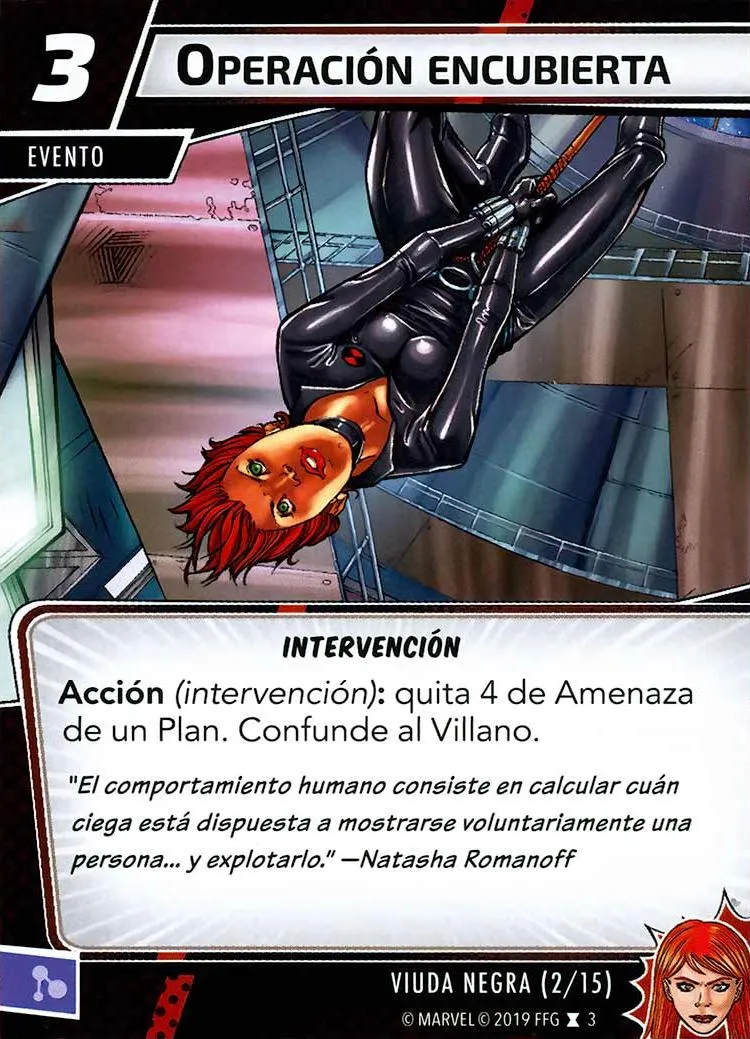 3
OPERACIÓN ENCUBIERTA
EVENTO
INTERVENCIÓN
Acción (intervención): quita 4 de Amenaza
de un Plan. Confunde al Villano.
"El comportamiento humano consiste en calcular cuán
ciega está dispuesta a mostrarse voluntariamente una
persona... y explotarlo." —Natasha Romanoff
VIUDA NEGRA (2/15)
© MARVEL © 2019 FFG 3